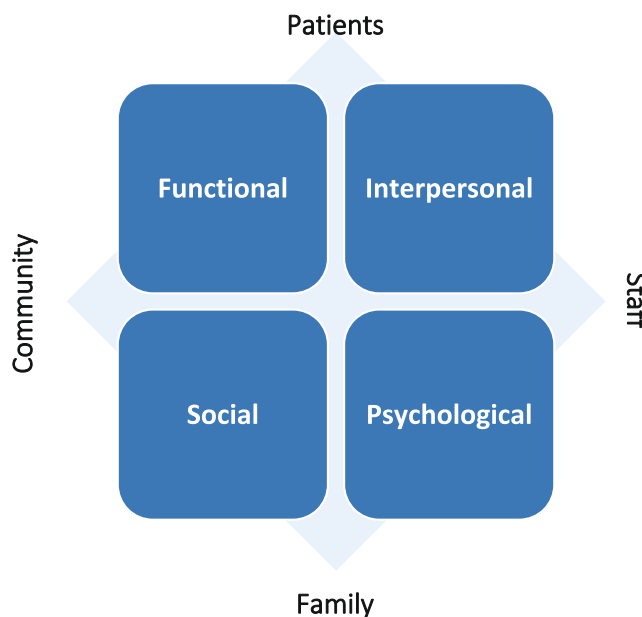 Patients
Functional
Interpersonal
Community
Staff
Social
Psychological
Family